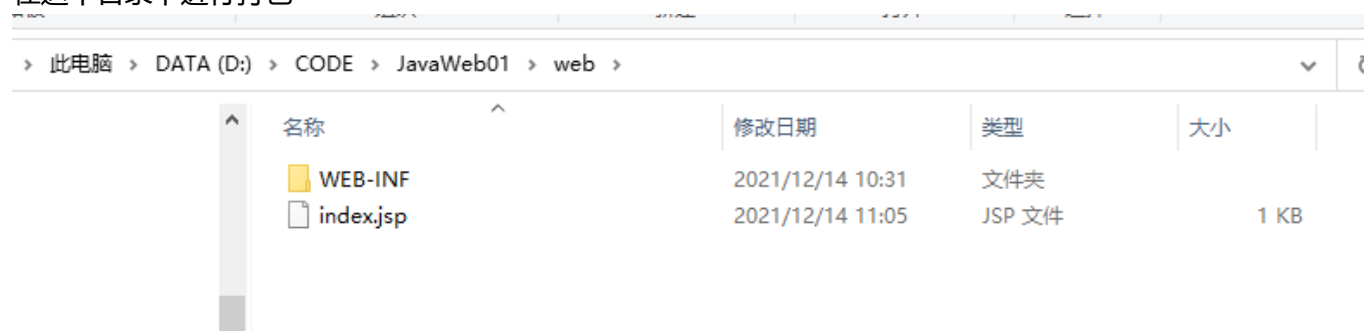 > 此电脑 > DATA (D:) > CODE > JavaWeb01 > web >
名称 修改日期 类型 大小
WEB-INF 2021/12/14 10:31 文件夹
index.jsp 2021/12/14 11:05 JSP 文件 1 KB